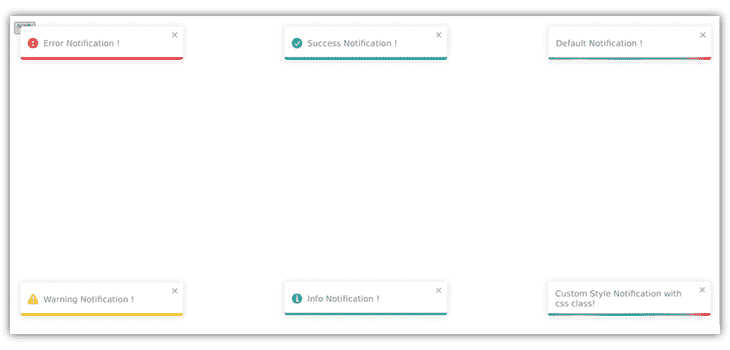 Error Notification !
Success Notification !
Default Notification !
Warning Notification !
Info Notification !
Custom Style Notification with
css class!